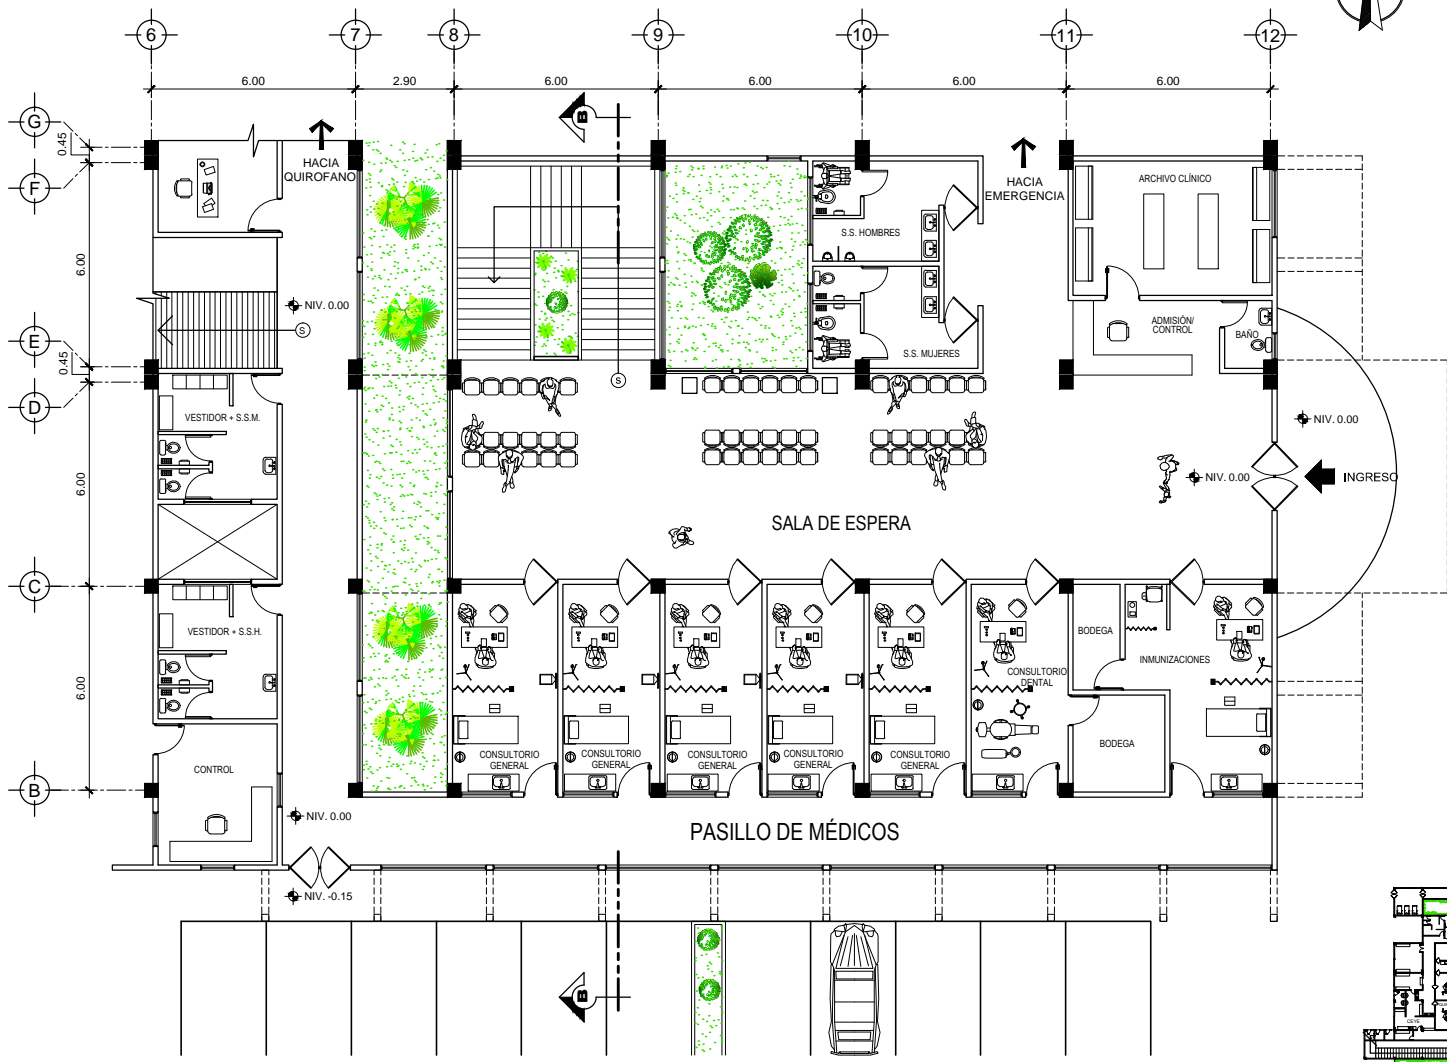 6 7 8 9 10 11 12
6.00 2.90 6.00 6.00 6.00 6.00
G
0.45
F
6.00
E
0.45
D
6.00
C
6.00
B
B
HACIA
QUIROFANO
HACIA
EMERGENCIA
ARCHIVO CLÍNICO
S.S. HOMBRES
NIV. 0.00
S
ADMISIÓN/
CONTROL
BAÑO
S.S. MUJERES
S
VESTIDOR + S.S.M.
NIV. 0.00
NIV. 0.00
INGRESO
SALA DE ESPERA
VESTIDOR + S.S.H.
BODEGA
INMUNIZACIONES
CONSULTORIO
DENTAL
CONTROL
CONSULTORIO
GENERAL
CONSULTORIO
GENERAL
CONSULTORIO
GENERAL
CONSULTORIO
GENERAL
CONSULTORIO
GENERAL
BODEGA
NIV. 0.00
PASILLO DE MÉDICOS
NIV. -0.15
B
CEYE